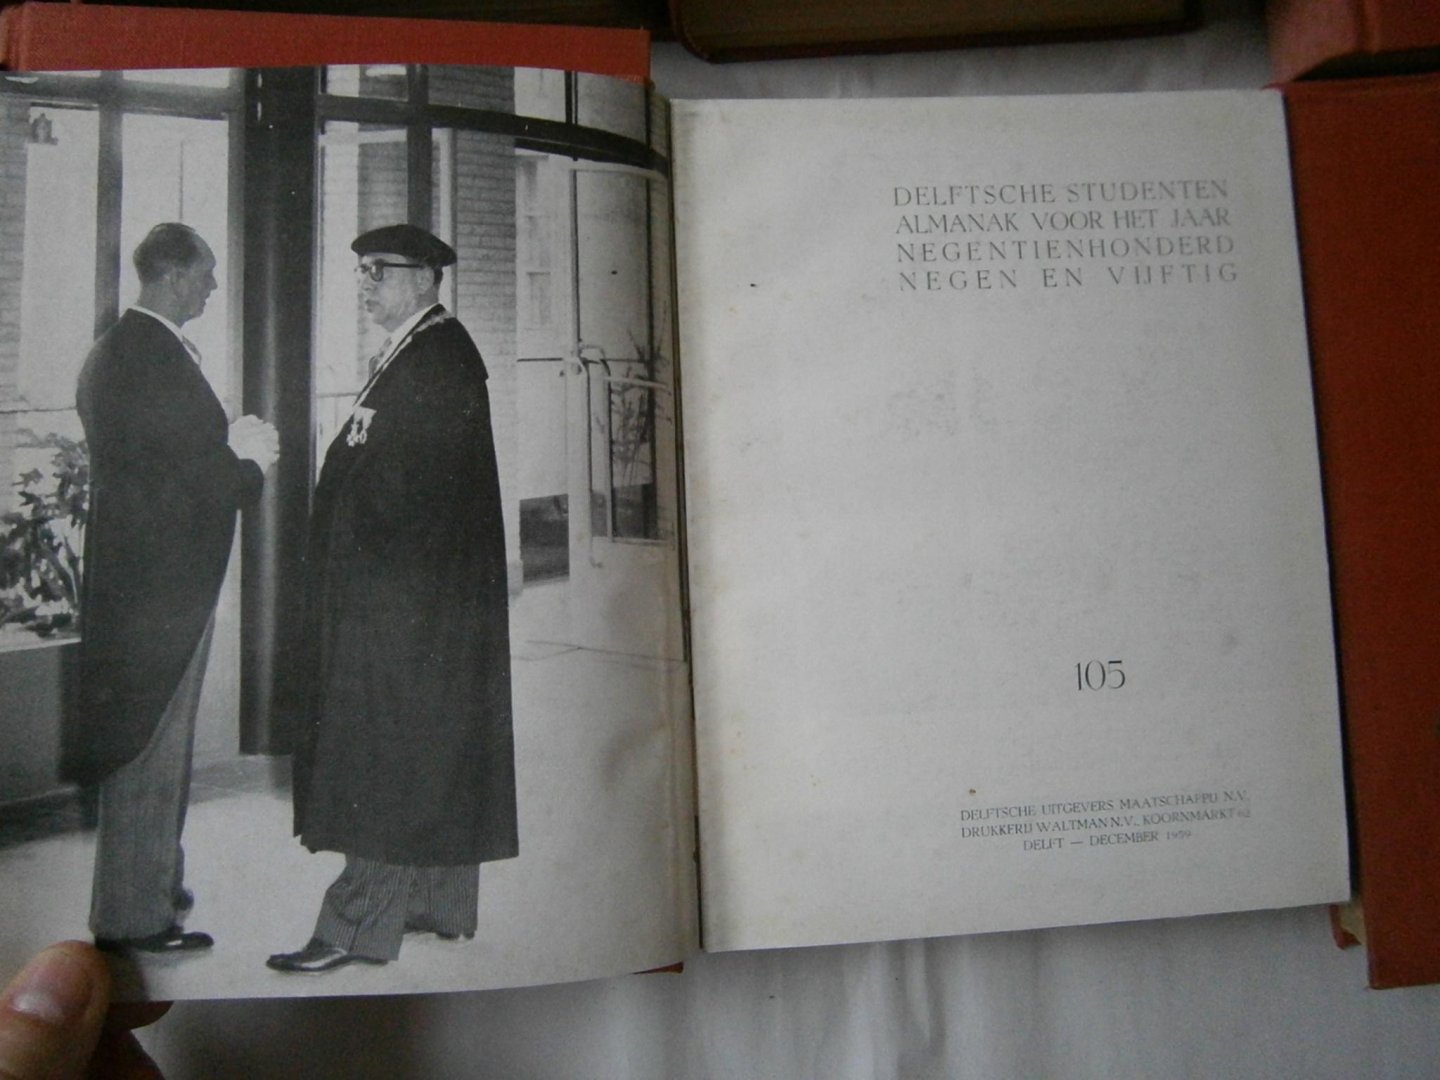 DELFTSCHE STUDENTEN
ALMANAK VOOR HET JAAR
NEGENTIENHONDERD
NEGEN EN VIJFTIG
105
DELFTSCHE UITGEVERS MAATSCHAPPIJ N.V.
DRUKKERIJ WALTMAN N.V., KOORNMARKT 62
DELFT — DECEMBER 1959